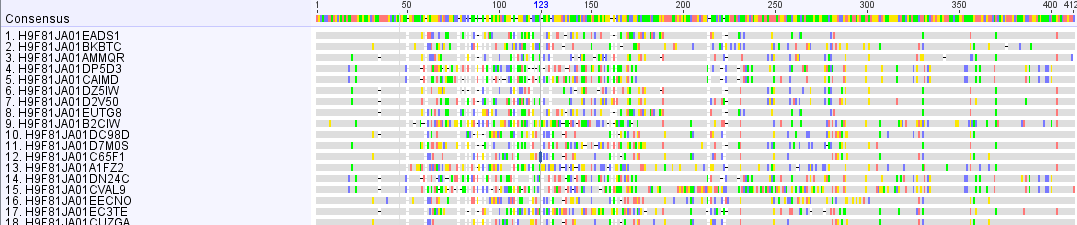 1 50 100 123 150 200 250 300 350 400 412
Consensus
1. H9F81JA01EADS1
2. H9F81JA01BKBTC
3. H9F81JA01AMMQR
4. H9F81JA01DP5D3
5. H9F81JA01CAIMD
6. H9F81JA01DZ5IW
7. H9F81JA01D2V50
8. H9F81JA01EUTG8
9. H9F81JA01B2CIW
10. H9F81JA01DC98D
11. H9F81JA01D7M0S
12. H9F81JA01C65F1
13. H9F81JA01A1FZ2
14. H9F81JA01DN24C
15. H9F81JA01CVAL9
16. H9F81JA01EECNO
17. H9F81JA01EC3TE
18. H9F81JA01CUZGA